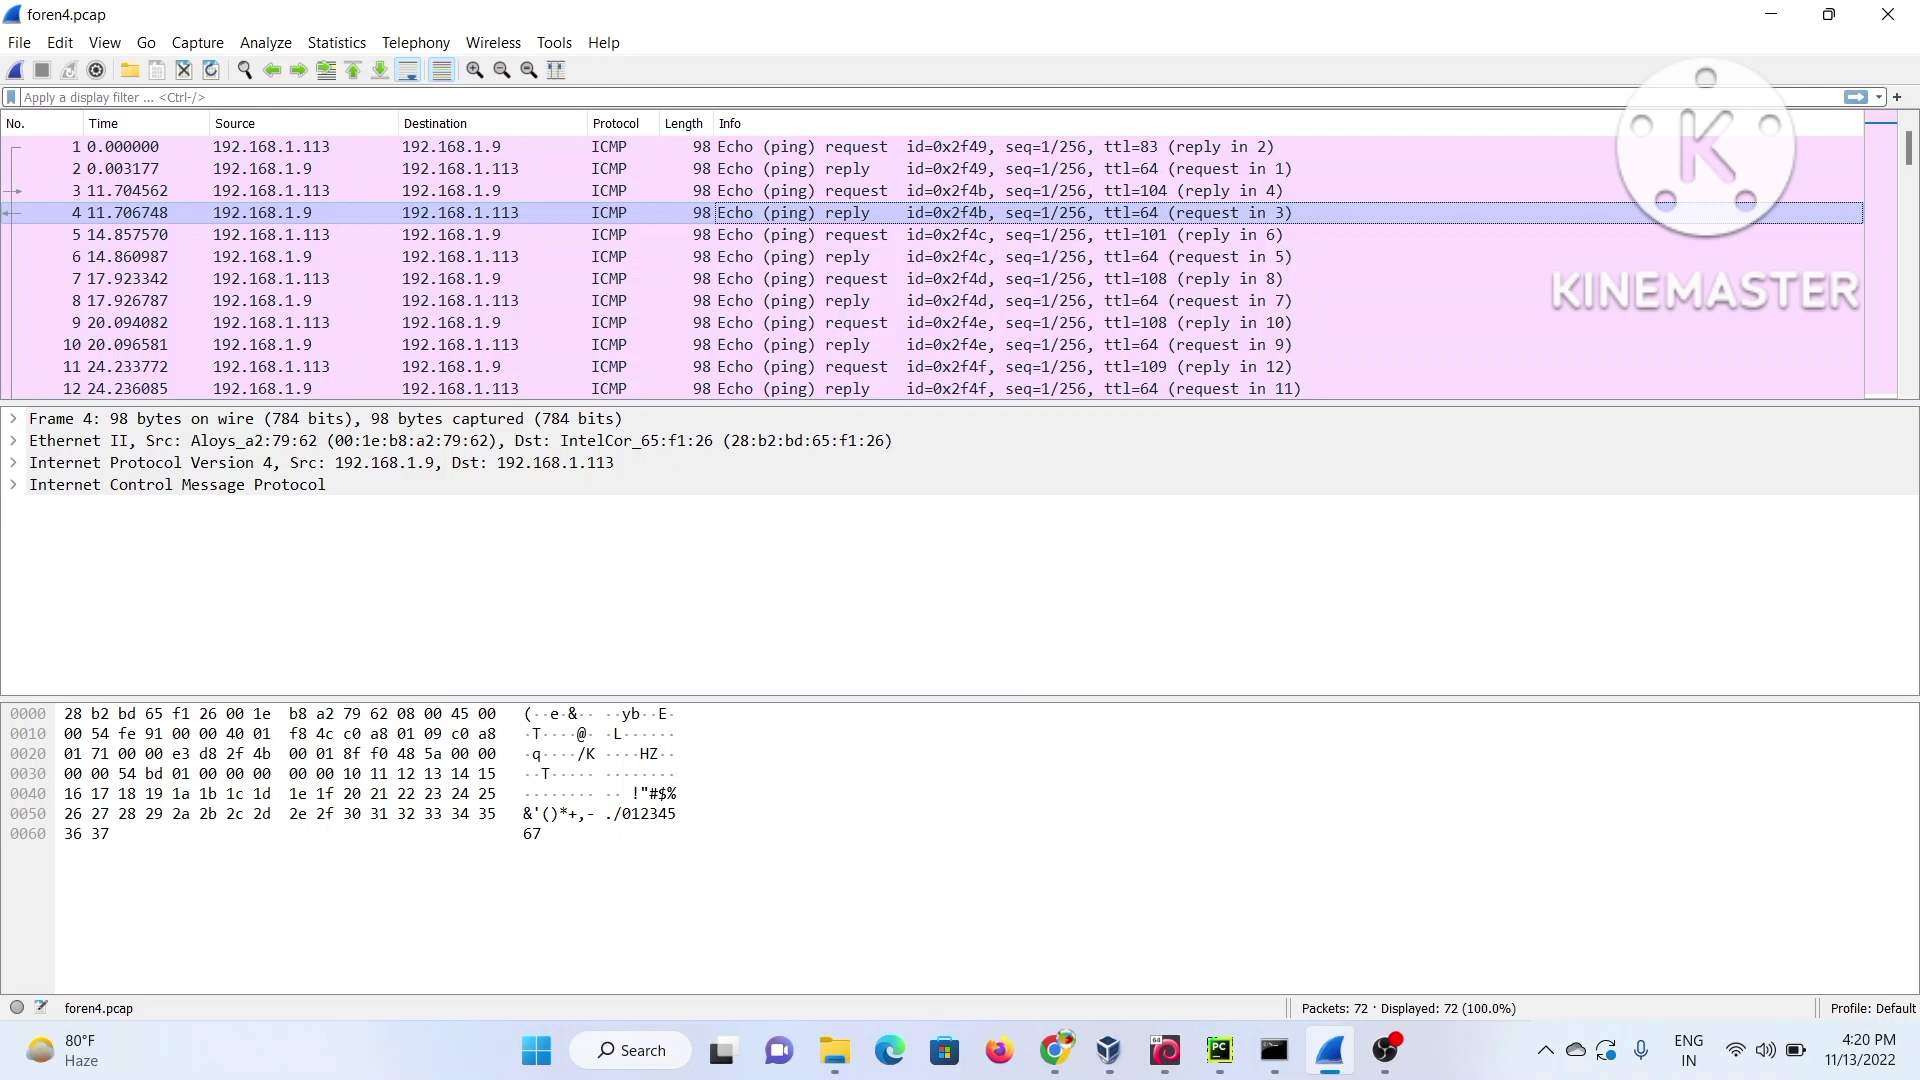 foren4.pcap
File Edit View Go Capture Analyze Statistics Telephony Wireless Tools Help
Apply a display filter ... <Ctrl-/>
No. Time Source Destination Protocol Length Info
1 0.000000 192.168.1.113 192.168.1.9 ICMP 98 Echo (ping) request id=0x2f49, seq=1/256, ttl=83 (reply in 2)
2 0.003177 192.168.1.9 192.168.1.113 ICMP 98 Echo (ping) reply id=0x2f49, seq=1/256, ttl=64 (request in 1)
3 11.704562 192.168.1.113 192.168.1.9 ICMP 98 Echo (ping) request id=0x2f4b, seq=1/256, ttl=104 (reply in 4)
4 11.706748 192.168.1.9 192.168.1.113 ICMP 98 Echo (ping) reply id=0x2f4b, seq=1/256, ttl=64 (request in 3)
5 14.857570 192.168.1.113 192.168.1.9 ICMP 98 Echo (ping) request id=0x2f4c, seq=1/256, ttl=101 (reply in 6)
6 14.860987 192.168.1.9 192.168.1.113 ICMP 98 Echo (ping) reply id=0x2f4c, seq=1/256, ttl=64 (request in 5)
7 17.923342 192.168.1.113 192.168.1.9 ICMP 98 Echo (ping) request id=0x2f4d, seq=1/256, ttl=108 (reply in 8)
8 17.926787 192.168.1.9 192.168.1.113 ICMP 98 Echo (ping) reply id=0x2f4d, seq=1/256, ttl=64 (request in 7)
9 20.094082 192.168.1.113 192.168.1.9 ICMP 98 Echo (ping) request id=0x2f4e, seq=1/256, ttl=108 (reply in 10)
10 20.096581 192.168.1.9 192.168.1.113 ICMP 98 Echo (ping) reply id=0x2f4e, seq=1/256, ttl=64 (request in 9)
11 24.233772 192.168.1.113 192.168.1.9 ICMP 98 Echo (ping) request id=0x2f4f, seq=1/256, ttl=109 (reply in 12)
12 24.236085 192.168.1.9 192.168.1.113 ICMP 98 Echo (ping) reply id=0x2f4f, seq=1/256, ttl=64 (request in 11)
K
KINEMASTER
Frame 4: 98 bytes on wire (784 bits), 98 bytes captured (784 bits)
Ethernet II, Src: Aloys_a2:79:62 (00:1e:b8:a2:79:62), Dst: IntelCor_65:f1:26 (28:b2:bd:65:f1:26)
Internet Protocol Version 4, Src: 192.168.1.9, Dst: 192.168.1.113
Internet Control Message Protocol
0000 28 b2 bd 65 f1 26 00 1e b8 a2 79 62 08 00 45 00 (··e·&·· ··yb··E·
0010 00 54 fe 91 00 00 40 01 f8 4c c0 a8 01 09 c0 a8 ·T····@· ·L······
0020 01 71 00 00 e3 d8 2f 4b 00 01 8f f0 48 5a 00 00 ·q····/K ····HZ··
0030 00 00 54 bd 01 00 00 00 00 00 10 11 12 13 14 15 ··T····· ········
0040 16 17 18 19 1a 1b 1c 1d 1e 1f 20 21 22 23 24 25 ········ ·· !"#$%
0050 26 27 28 29 2a 2b 2c 2d 2e 2f 30 31 32 33 34 35 &'()*+,- ./012345
0060 36 37 67
foren4.pcap Packets: 72 · Displayed: 72 (100.0%) Profile: Default
80°F
Haze
Search
64
PC
ENG
IN
4:20 PM
11/13/2022